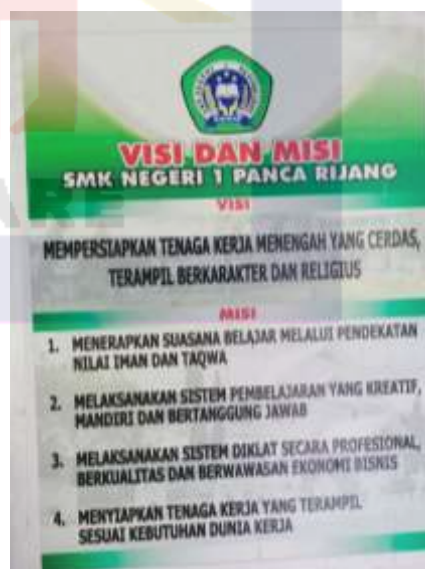 VISI DAN MISI
SMK NEGERI 1 PANCA RIJANG
VISI
MEMPERSIAPKAN TENAGA KERJA MENENGAH YANG CERDAS,
TERAMPIL BERKARAKTER DAN RELIGIUS
MISI
1. MENERAPKAN SUASANA BELAJAR MELALUI PENDEKATAN
NILAI IMAN DAN TAQWA
2. MELAKSANAKAN SISTEM PEMBELAJARAN YANG KREATIF,
MANDIRI DAN BERTANGGUNG JAWAB
3. MELAKSANAKAN SISTEM DIKLAT SECARA PROFESIONAL,
BERKUALITAS DAN BERWAWASAN EKONOMI BISNIS
4. MENYIAPKAN TENAGA KERJA YANG TERAMPIL
SESUAI KEBUTUHAN DUNIA KERJA